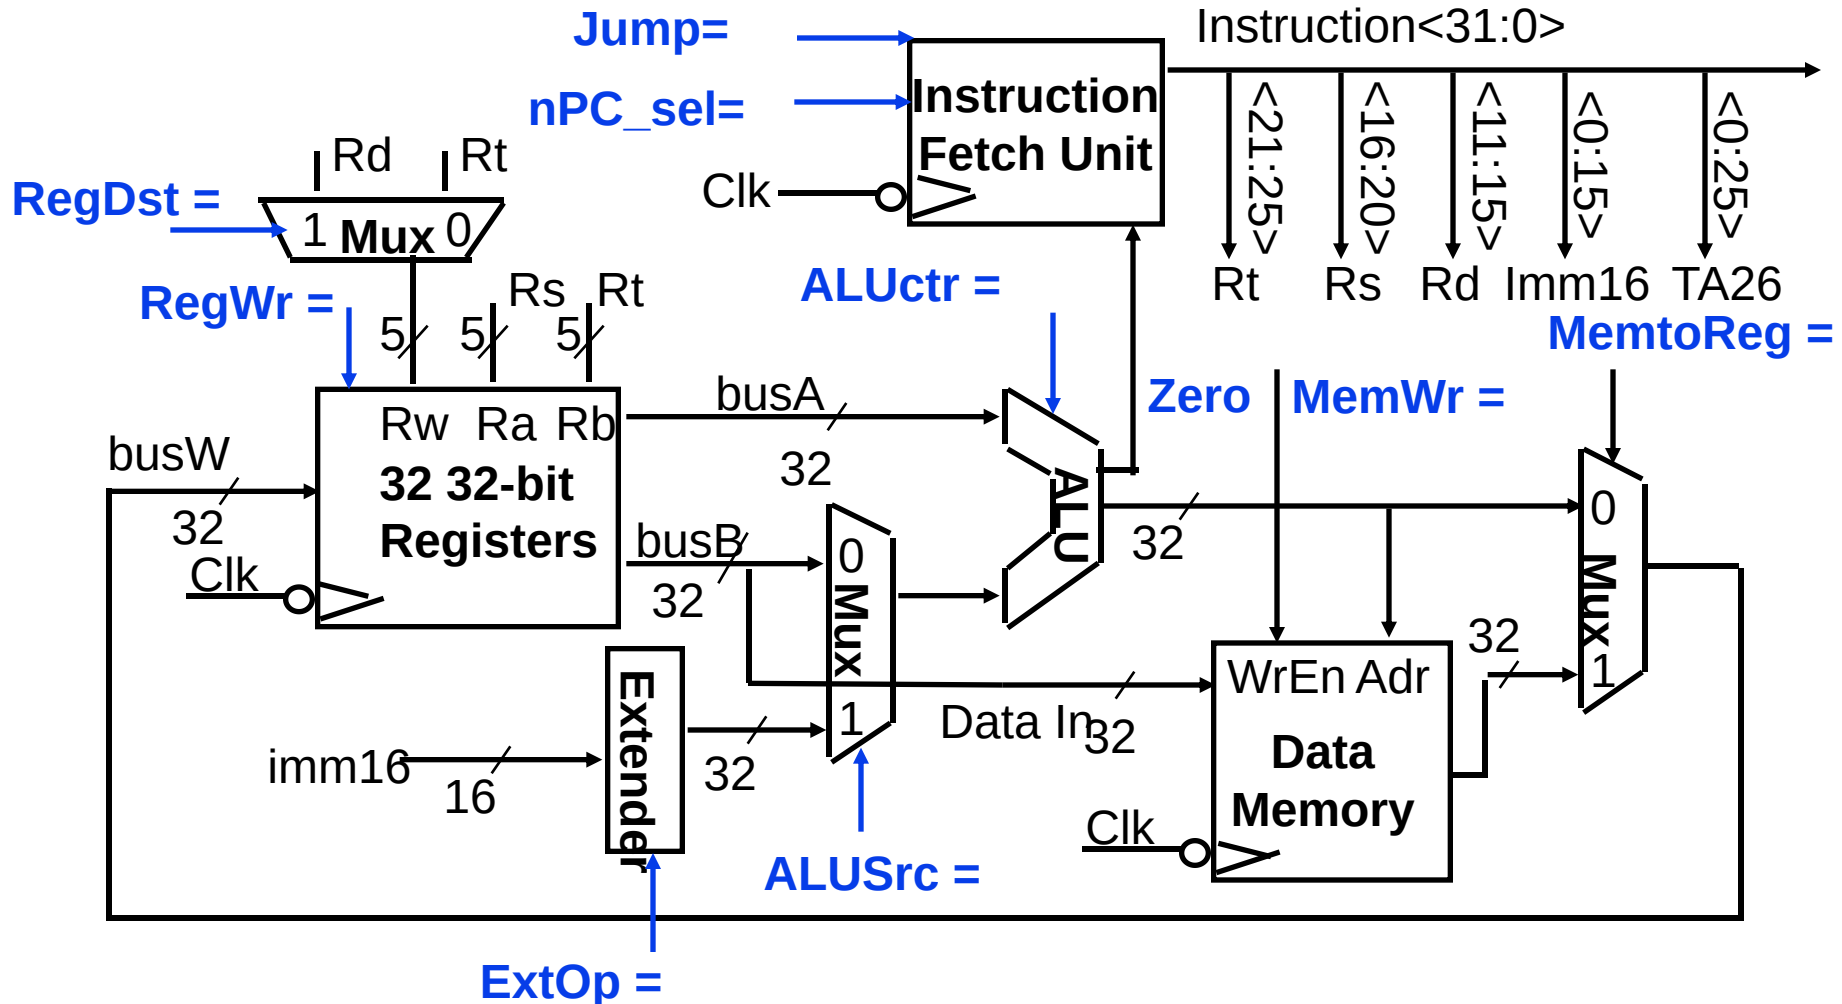 Jump=
Instruction<31:0>
nPC_sel=
Instruction
Fetch Unit
Clk
<21:25>
<16:20>
<11:15>
<0:15>
<0:25>
Rt
Rs
Rd
Imm16
TA26
Rd
Rt
RegDst =
1
Mux
0
RegWr =
5
5
5
Rs
Rt
ALUctr =
MemtoReg =
Zero
MemWr =
busA
32
busW
32
Rw
Ra
Rb
32 32-bit
Registers
Clk
busB
32
0
Mux
1
ALU
32
0
Mux
1
32
WrEn
Adr
Data
Memory
Data In
32
Clk
imm16
16
Extender
32
ALUSrc =
ExtOp =